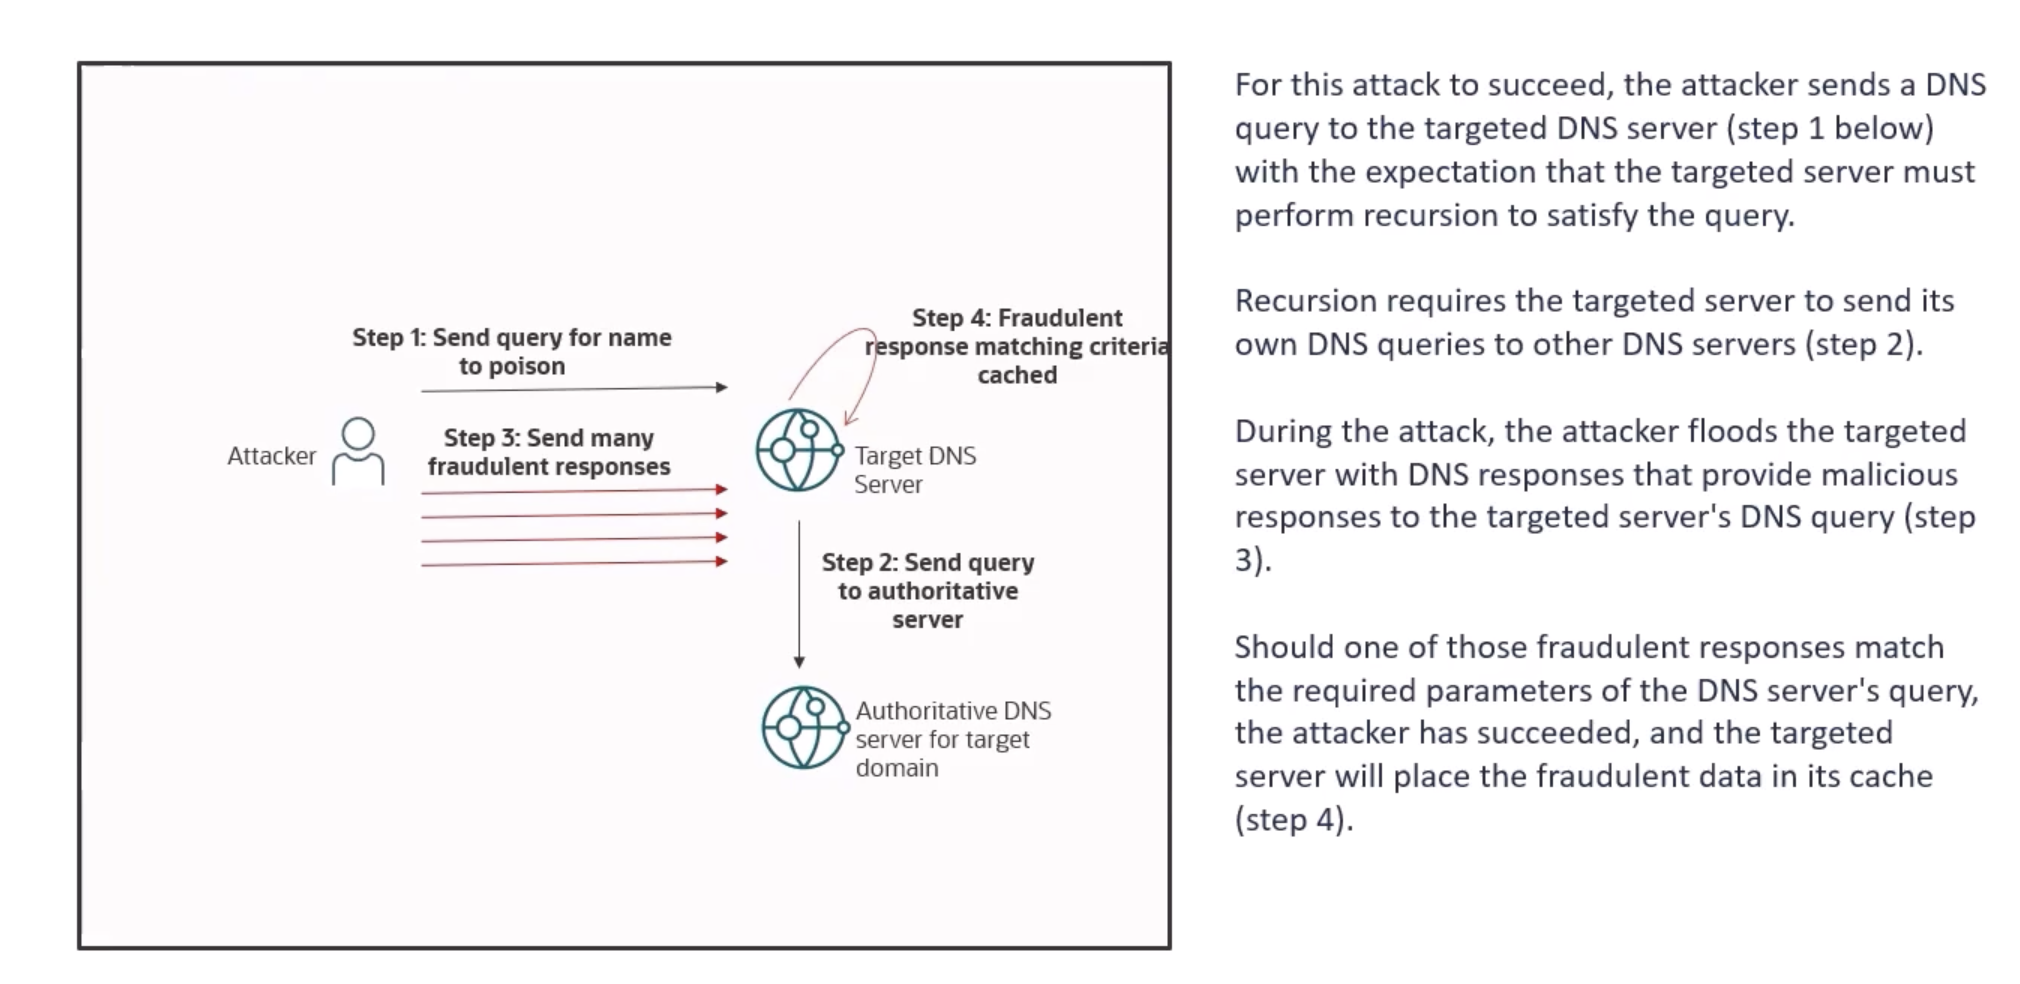 Step 1: Send query for name
to poison
Step 4: Fraudulent
response matching criteria
cached
Attacker
Step 3: Send many
fraudulent responses
Target DNS
Server
Step 2: Send query
to authoritative
server
Authoritative DNS
server for target
domain
For this attack to succeed, the attacker sends a DNS
query to the targeted DNS server (step 1 below)
with the expectation that the targeted server must
perform recursion to satisfy the query.
Recursion requires the targeted server to send its
own DNS queries to other DNS servers (step 2).
During the attack, the attacker floods the targeted
server with DNS responses that provide malicious
responses to the targeted server's DNS query (step
3).
Should one of those fraudulent responses match
the required parameters of the DNS server's query,
the attacker has succeeded, and the targeted
server will place the fraudulent data in its cache
(step 4).